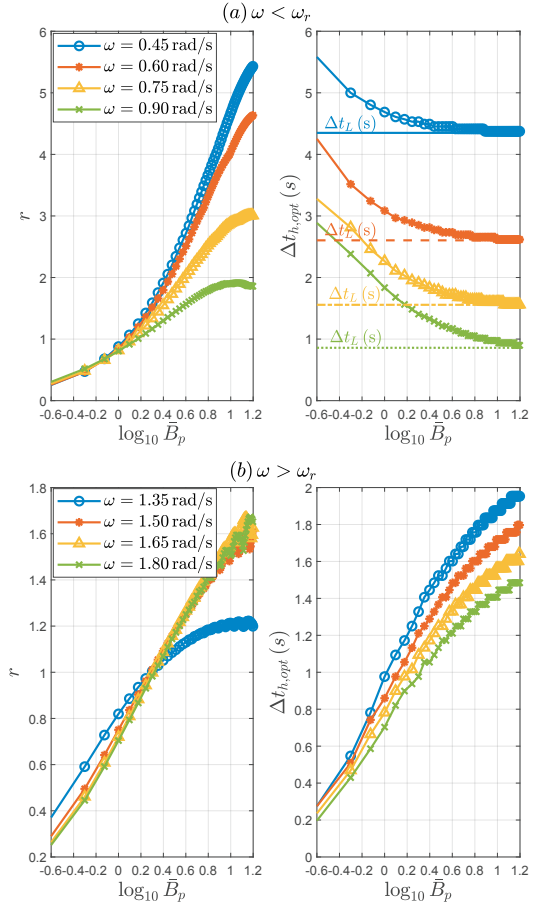 (a) ω < ω_r
6
5
4
3
2
1
0
r
ω = 0.45 rad/s
ω = 0.60 rad/s
ω = 0.75 rad/s
ω = 0.90 rad/s
-0.6-0.4-0.2 0 0.2 0.4 0.6 0.8 1 1.2
log₁₀ B̄_p
6
5
4
3
2
1
0
Δt_{h,opt} (s)
Δt_L (s)
Δt_L (s)
Δt_L (s)
Δt_L (s)
-0.6-0.4-0.2 0 0.2 0.4 0.6 0.8 1 1.2
log₁₀ B̄_p
(b) ω > ω_r
1.8
1.6
1.4
1.2
1
0.8
0.6
0.4
0.2
r
ω = 1.35 rad/s
ω = 1.50 rad/s
ω = 1.65 rad/s
ω = 1.80 rad/s
-0.6-0.4-0.2 0 0.2 0.4 0.6 0.8 1 1.2
log₁₀ B̄_p
2
1.8
1.6
1.4
1.2
1
0.8
0.6
0.4
0.2
0
Δt_{h,opt} (s)
-0.6-0.4-0.2 0 0.2 0.4 0.6 0.8 1 1.2
log₁₀ B̄_p